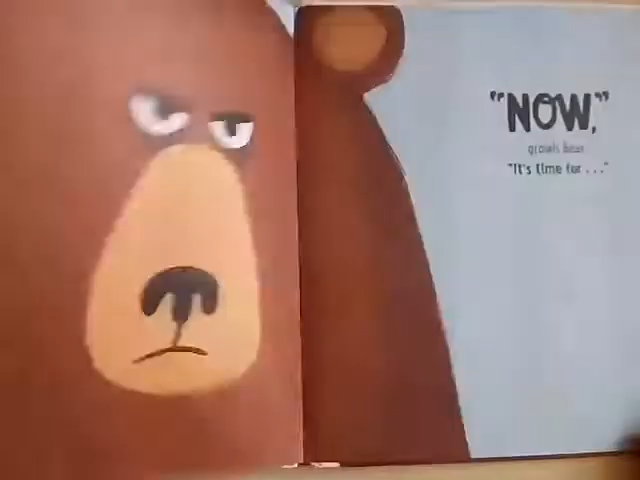 "NOW,"
growls Bear.
"It's time for . . ."